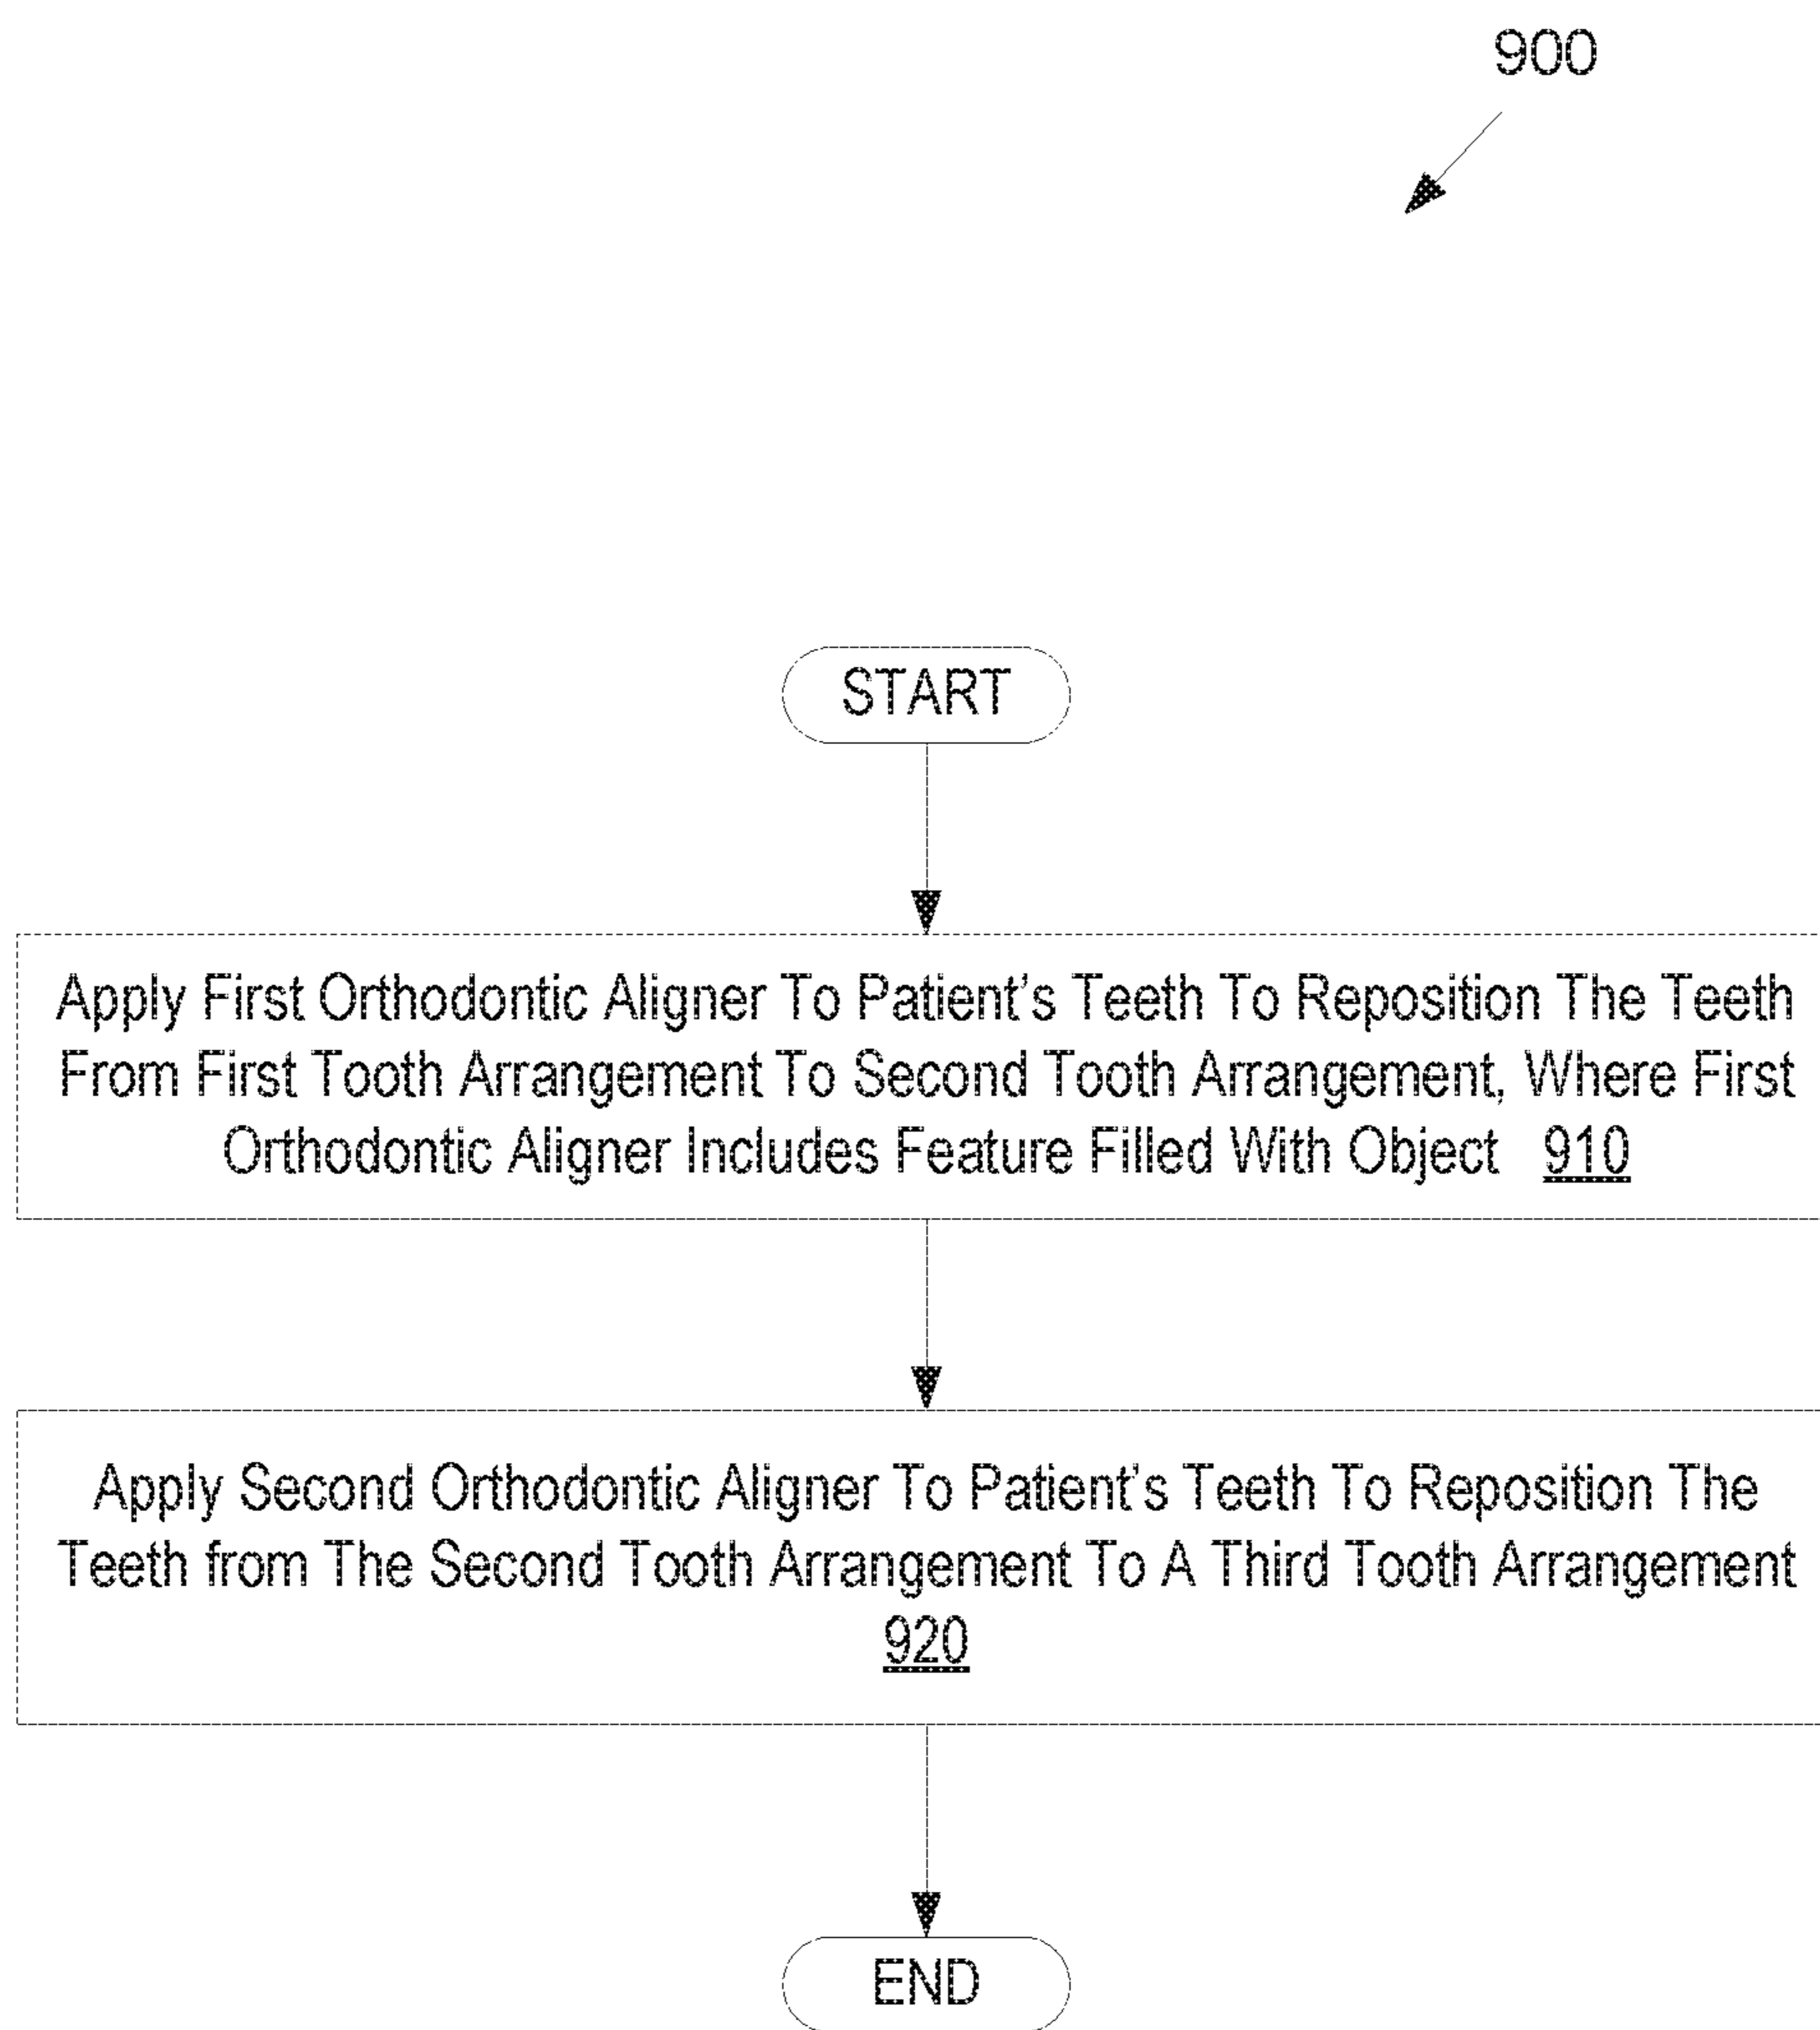 900
START
Apply First Orthodontic Aligner To Patient's Teeth To Reposition The Teeth
From First Tooth Arrangement To Second Tooth Arrangement, Where First
Orthodontic Aligner Includes Feature Filled With Object 910
Apply Second Orthodontic Aligner To Patient's Teeth To Reposition The
Teeth from The Second Tooth Arrangement To A Third Tooth Arrangement
920
END